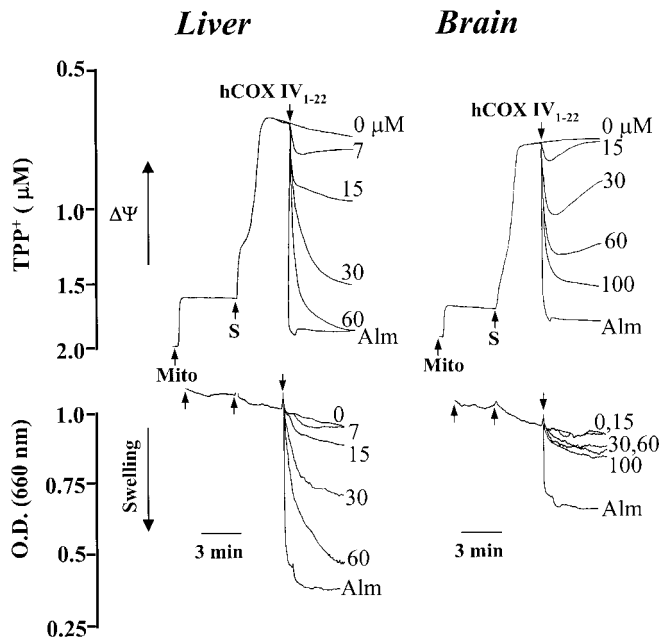 Liver
Brain
0.5
1.0
1.5
2.0
TPP+ ( µM)
ΔΨ
hCOX IV1-22
0 µM
7
15
30
60
Alm
S
Mito
hCOX IV1-22
0 µM
15
30
60
100
Alm
S
Mito
1.0
0.75
0.5
0.25
O.D. (660 nm)
Swelling
3 min
0
7
15
30
60
Alm
3 min
0,15
30,60
100
Alm